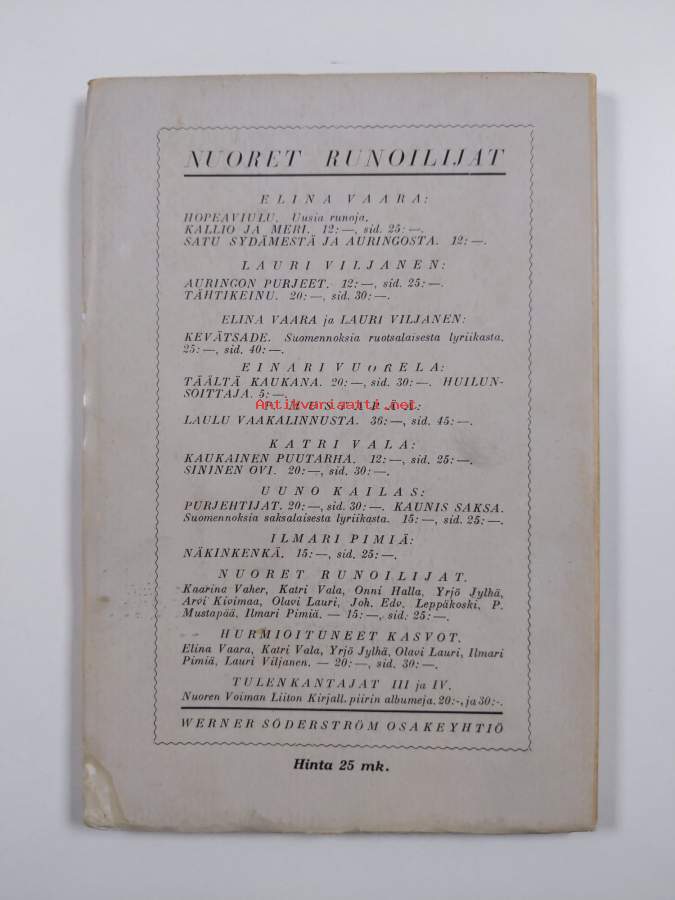 NUORET RUNOILIJAT
ELINA VAARA:
HOPEAVIULU. Uusia runoja.
KALLIO JA MERI. 12:—, sid. 25:—.
SATU SYDÄMESTÄ JA AURINGOSTA. 12:—.
LAURI VILJANEN:
AURINGON PURJEET. 12:—, sid. 25:—.
TÄHTIKEINU. 20:—, sid. 30:—.
ELINA VAARA ja LAURI VILJANEN:
KEVÄTSADE. Suomennoksia ruotsalaisesta lyriikasta.
25:—, sid. 40:—.
EINARI VUORELA:
TÄÄLTÄ KAUKANA. 20:—, sid. 30:—. HUILUN-
SOITTAJA. 5:—.
Antikvariaatti.net
LAULU VAAKALINNUSTA. 36:—, sid. 45:—.
KATRI VALA:
KAUKAINEN PUUTARHA. 12:—, sid. 25:—.
SININEN OVI. 20:—, sid. 30:—.
UUNO KAILAS:
PURJEHTIJAT. 20:—, sid. 30:—. KAUNIS SAKSA.
Suomennoksia saksalaisesta lyriikasta. 15:—, sid. 25:—.
ILMARI PIMIÄ:
NÄKINKENKÄ. 15:—, sid. 25:—.
NUORET RUNOILIJAT.
Kaarina Vaher, Katri Vala, Onni Halla, Yrjö Jylhä,
Arvi Kivimaa, Olavi Lauri, Joh. Edv. Leppäkoski, P.
Mustapää, Ilmari Pimiä. — 15:—, sid. 25:—.
HURMIOITUNEET KASVOT.
Elina Vaara, Katri Vala, Yrjö Jylhä, Olavi Lauri, Ilmari
Pimiä, Lauri Viljanen. — 20:—, sid. 30:—.
TULENKANTAJAT III ja IV.
Nuoren Voiman Liiton Kirjall. piirin albumeja. 20:-, ja 30:-.
WERNER SÖDERSTRÖM OSAKEYHTIÖ
Hinta 25 mk.